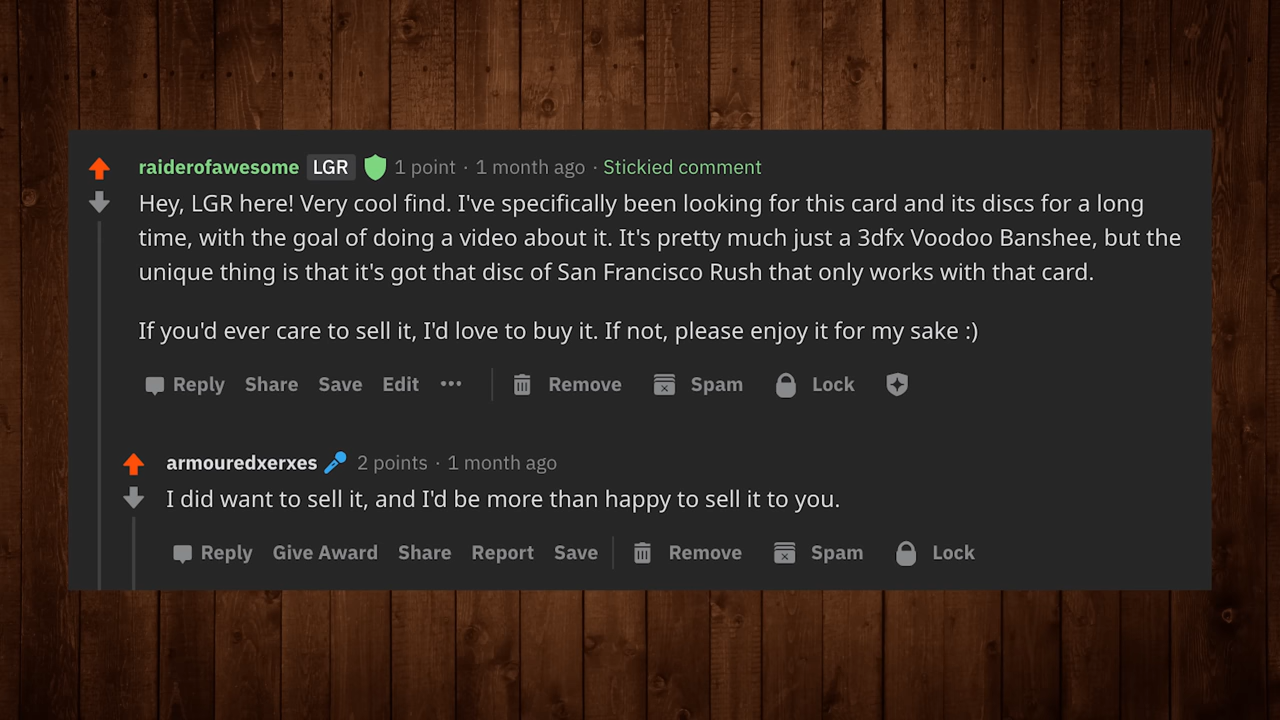 raiderofawesome LGR 1 point · 1 month ago · Stickied comment
Hey, LGR here! Very cool find. I've specifically been looking for this card and its discs for a long
time, with the goal of doing a video about it. It's pretty much just a 3dfx Voodoo Banshee, but the
unique thing is that it's got that disc of San Francisco Rush that only works with that card.
If you'd ever care to sell it, I'd love to buy it. If not, please enjoy it for my sake :)
Reply Share Save Edit ••• Remove Spam Lock
armouredxerxes 2 points · 1 month ago
I did want to sell it, and I'd be more than happy to sell it to you.
Reply Give Award Share Report Save Remove Spam Lock